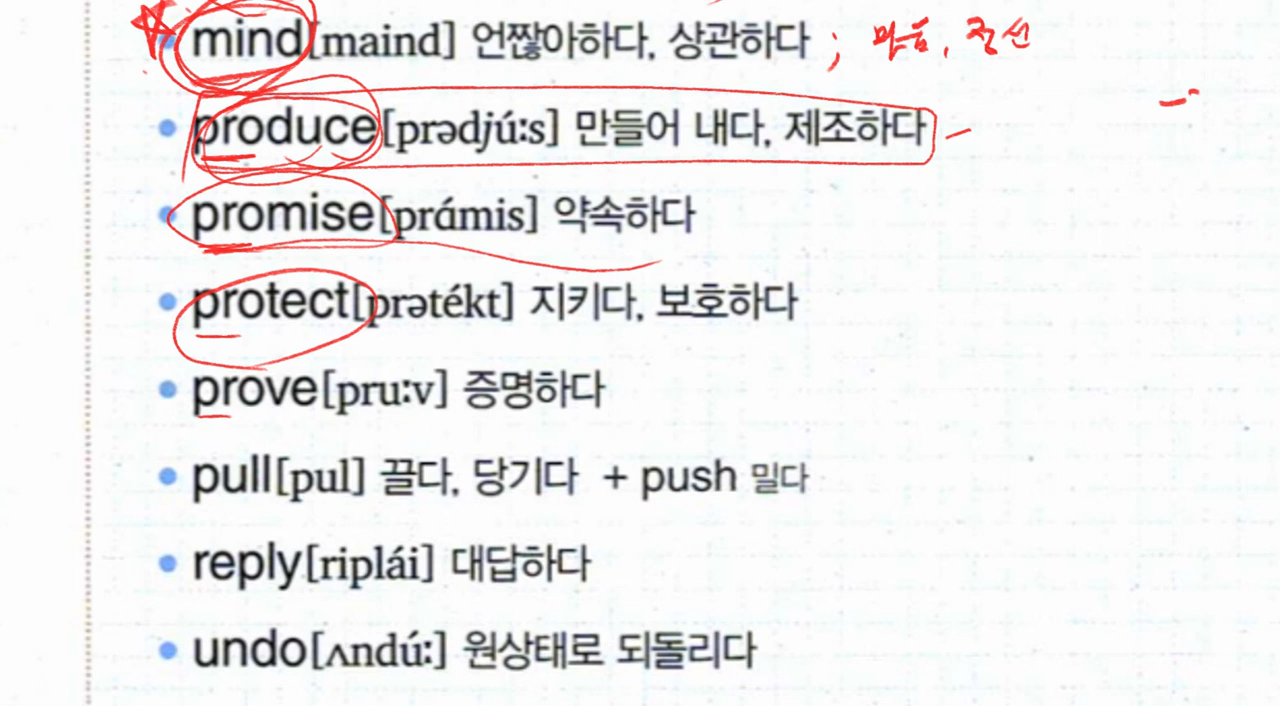 mind[maind] 언짢아하다, 상관하다 ; 마음, 정신
produce[prədjúːs] 만들어 내다, 제조하다
promise[prámis] 약속하다
protect[prətékt] 지키다, 보호하다
prove[pruːv] 증명하다
pull[pul] 끌다, 당기다 + push 밀다
reply[riplái] 대답하다
undo[ʌndúː] 원상태로 되돌리다